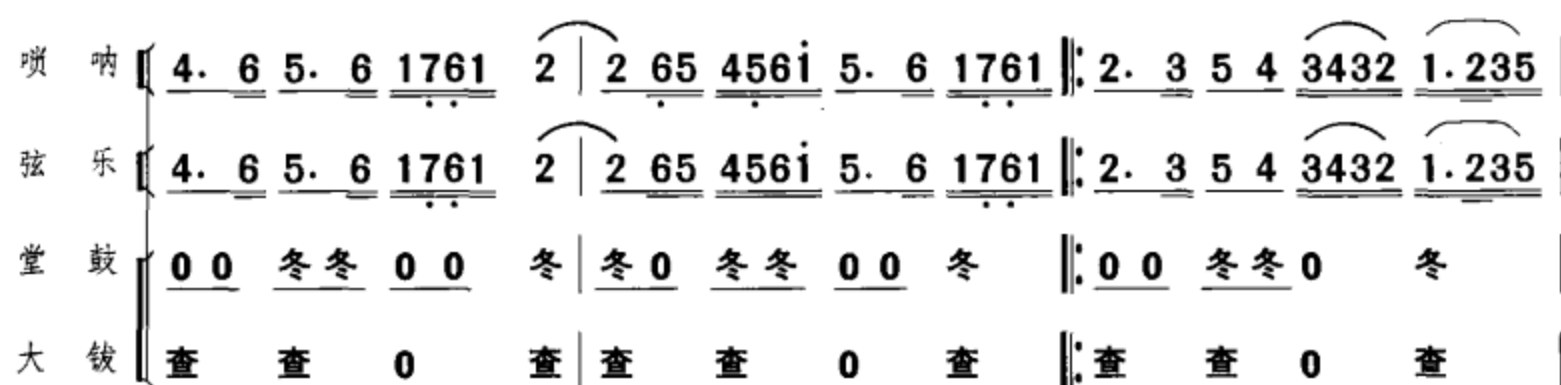 唢 呐 4. 6 5. 6 1761 2 | 2 65 4561 5. 6 1761 ‖: 2. 3 5 4 3432 1.235
弦 乐 4. 6 5. 6 1761 2 | 2 65 4561 5. 6 1761 ‖: 2. 3 5 4 3432 1.235
堂 鼓 0 0 冬冬 0 0 冬 | 冬0 冬冬 0 0 冬 ‖: 0 0 冬冬 0 冬
大 钹 查 查 0 查 | 查 查 0 查 ‖: 查 查 0 查